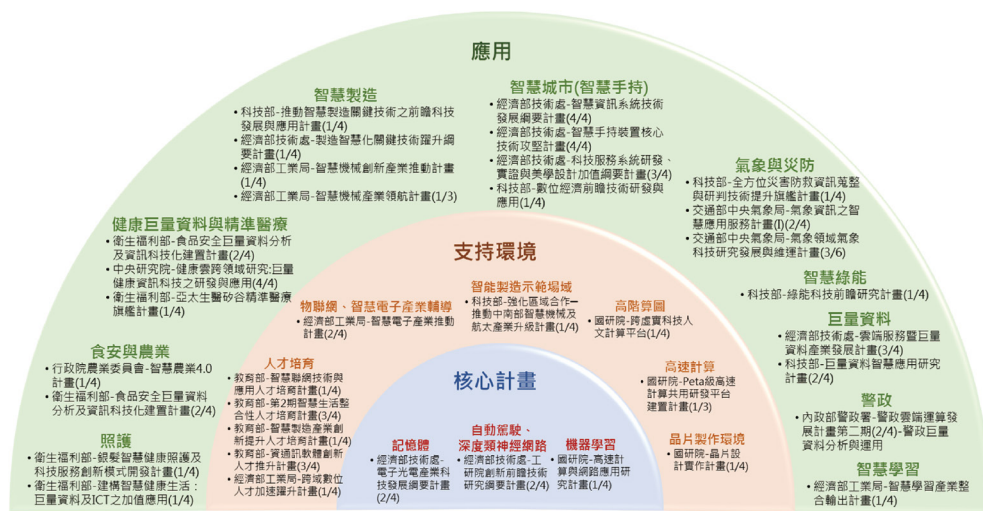 應用
智慧製造
• 科技部-推動智慧製造關鍵技術之前瞻科技
發展與應用計畫(1/4)
• 經濟部技術處-製造智慧化關鍵技術躍升綱
要計畫(1/4)
• 經濟部工業局-智慧機械創新產業推動計畫
(1/4)
• 經濟部工業局-智慧機械產業領航計畫(1/3)
智慧城市(智慧手持)
• 經濟部技術處-智慧資訊系統技術
發展綱要計畫(4/4)
• 經濟部技術處-智慧手持裝置核心
技術攻堅計畫(4/4)
• 經濟部技術處-科技服務系統研發、
實證與美學設計加值綱要計畫(3/4)
• 科技部-數位經濟前瞻技術研發與
應用(1/4)
氣象與災防
• 科技部-全方位災害防救資訊蒐整
與研判技術提升旗艦計畫(1/4)
• 交通部中央氣象局-氣象資訊之智
慧應用服務計畫(I)(2/4)
• 交通部中央氣象局-氣象領域氣象
科技研究發展與維運計畫(3/6)
健康巨量資料與精準醫療
• 衛生福利部-食品安全巨量資料分析
及資訊科技化建置計畫(2/4)
• 中央研究院-健康雲跨領域研究:巨量
健康資訊科技之研發與應用(4/4)
• 衛生福利部-亞太生醫矽谷精準醫療
旗艦計畫(1/4)
智慧綠能
• 科技部-綠能科技前瞻研究計畫(1/4)
巨量資料
• 經濟部技術處-雲端服務暨巨量
資料產業發展計畫(3/4)
• 科技部-巨量資料智慧應用研究
計畫(2/4)
食安與農業
• 行政院農業委員會-智慧農業4.0
計畫(1/4)
• 衛生福利部-食品安全巨量資料
分析及資訊科技化建置計畫(2/4)
警政
• 內政部警政署-警政雲端運算發
展計畫第二期(2/4)-警政巨量
資料分析與運用
照護
• 衛生福利部-銀髮智慧健康照護及
科技服務創新模式開發計畫(1/4)
• 衛生福利部-建構智慧健康生活：
巨量資料及ICT之加值應用(1/4)
智慧學習
• 經濟部工業局-智慧學習產業整
合輸出計畫(1/4)
支持環境
物聯網、智慧電子產業輔導
• 經濟部工業局-智慧電子產業推動
計畫(2/4)
智能製造示範場域
• 科技部-強化區域合作─
推動中南部智慧機械及
航太產業升級計畫(1/4)
高階算圖
• 國研院-跨虛實科技人
文計算平台(1/4)
人才培育
• 教育部-智慧聯網技術與
應用人才培育計畫(1/4)
• 教育部-第2期智慧生活整
合性人才培育計畫(3/4)
• 教育部-智慧製造產業創
新提升人才培育計畫(1/4)
• 教育部-資通訊軟體創新
人才推升計畫(3/4)
• 經濟部工業局-跨域數位
人才加速躍升計畫(1/4)
高速計算
• 國研院-Peta級高速
計算共用研發平台
建置計畫(1/3)
晶片製作環境
• 國研院-晶片設
計實作計畫(1/4)
核心計畫
記憶體
• 經濟部技術處-
電子光電產業科
技發展綱要計畫
(2/4)
自動駕駛、
深度類神經網路
• 經濟部技術處-工
研院創新前瞻技術
研究綱要計畫(2/4)
機器學習
• 國研院-高速計
算與網路應用研
究計畫(1/4)